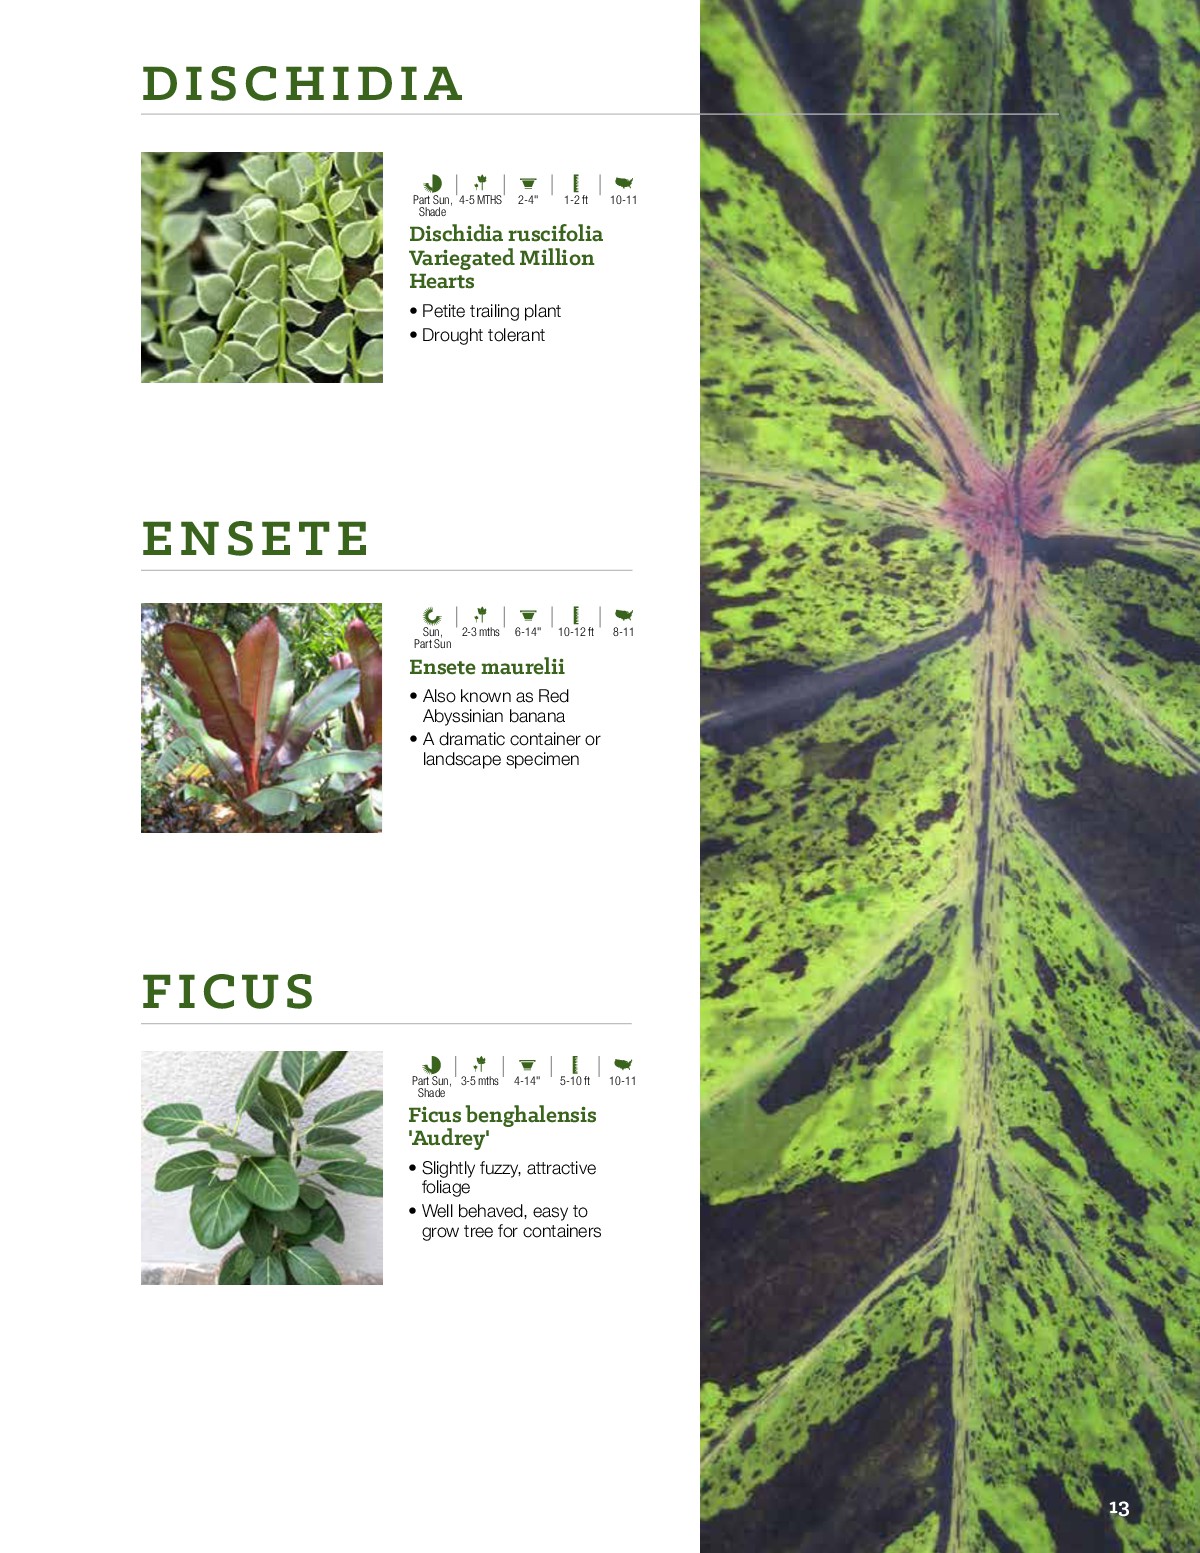 DISCHIDIA
Part Sun, Shade | 4-5 MTHS | 2-4" | 1-2 ft | 10-11
Dischidia ruscifolia
Variegated Million
Hearts
• Petite trailing plant
• Drought tolerant
ENSETE
Sun, Part Sun | 2-3 mths | 6-14" | 10-12 ft | 8-11
Ensete maurelii
• Also known as Red
Abyssinian banana
• A dramatic container or
landscape specimen
FICUS
Part Sun, Shade | 3-5 mths | 4-14" | 5-10 ft | 10-11
Ficus benghalensis
'Audrey'
• Slightly fuzzy, attractive
foliage
• Well behaved, easy to
grow tree for containers
13